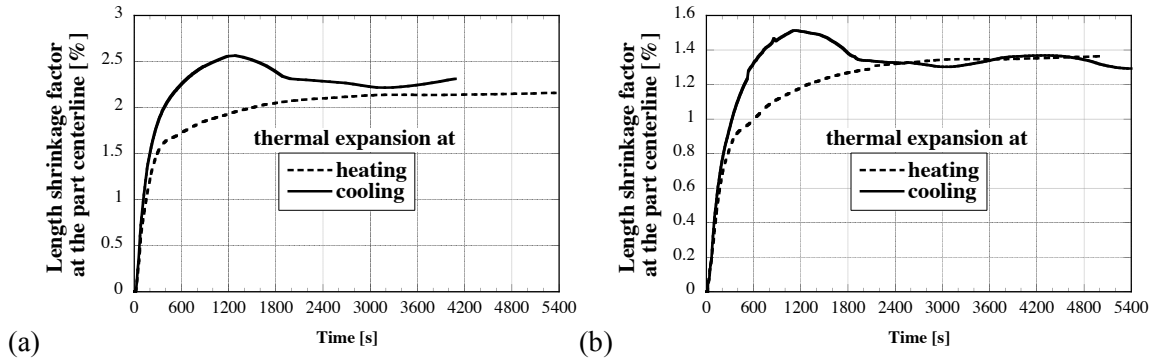 3
2.5
2
1.5
1
0.5
0
0 600 1200 1800 2400 3000 3600 4200 4800 5400
Length shrinkage factor
at the part centerline [%]
thermal expansion at
heating
cooling
Time [s]
(a)
1.6
1.4
1.2
1
0.8
0.6
0.4
0.2
0
0 600 1200 1800 2400 3000 3600 4200 4800 5400
Length shrinkage factor
at the part centerline [%]
thermal expansion at
heating
cooling
Time [s]
(b)